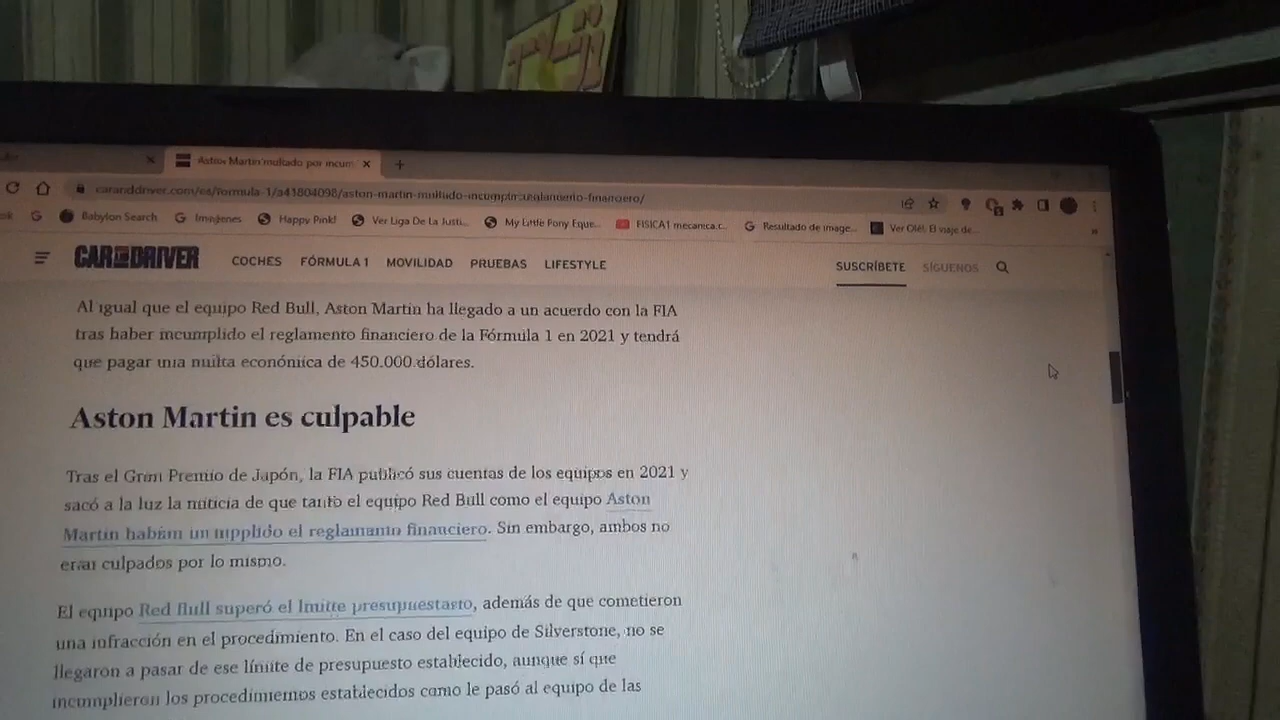 Aston Martin multado por incum
caranddriver.com/es/formula-1/a41804098/aston-martin-multado-incumplir-reglamento-financiero/
Babylon Search
Imágenes
Happy Pink!
Ver Liga De La Justi...
My Little Pony Eque...
FISICA1 mecanica.c...
Resultado de image...
Ver Olé!: El viaje de...
CAR AND DRIVER
COCHES
FÓRMULA 1
MOVILIDAD
PRUEBAS
LIFESTYLE
SUSCRÍBETE
SÍGUENOS
Al igual que el equipo Red Bull, Aston Martin ha llegado a un acuerdo con la FIA
tras haber incumplido el reglamento financiero de la Fórmula 1 en 2021 y tendrá
que pagar una multa económica de 450.000 dólares.
Aston Martin es culpable
Tras el Gran Premio de Japón, la FIA publicó sus cuentas de los equipos en 2021 y
sacó a la luz la noticia de que tanto el equipo Red Bull como el equipo Aston
Martin habían incumplido el reglamento financiero. Sin embargo, ambos no
eran culpados por lo mismo.
El equipo Red Bull superó el límite presupuestario, además de que cometieron
una infracción en el procedimiento. En el caso del equipo de Silverstone, no se
llegaron a pasar de ese límite de presupuesto establecido, aunque sí que
incumplieron los procedimientos establecidos como le pasó al equipo de las